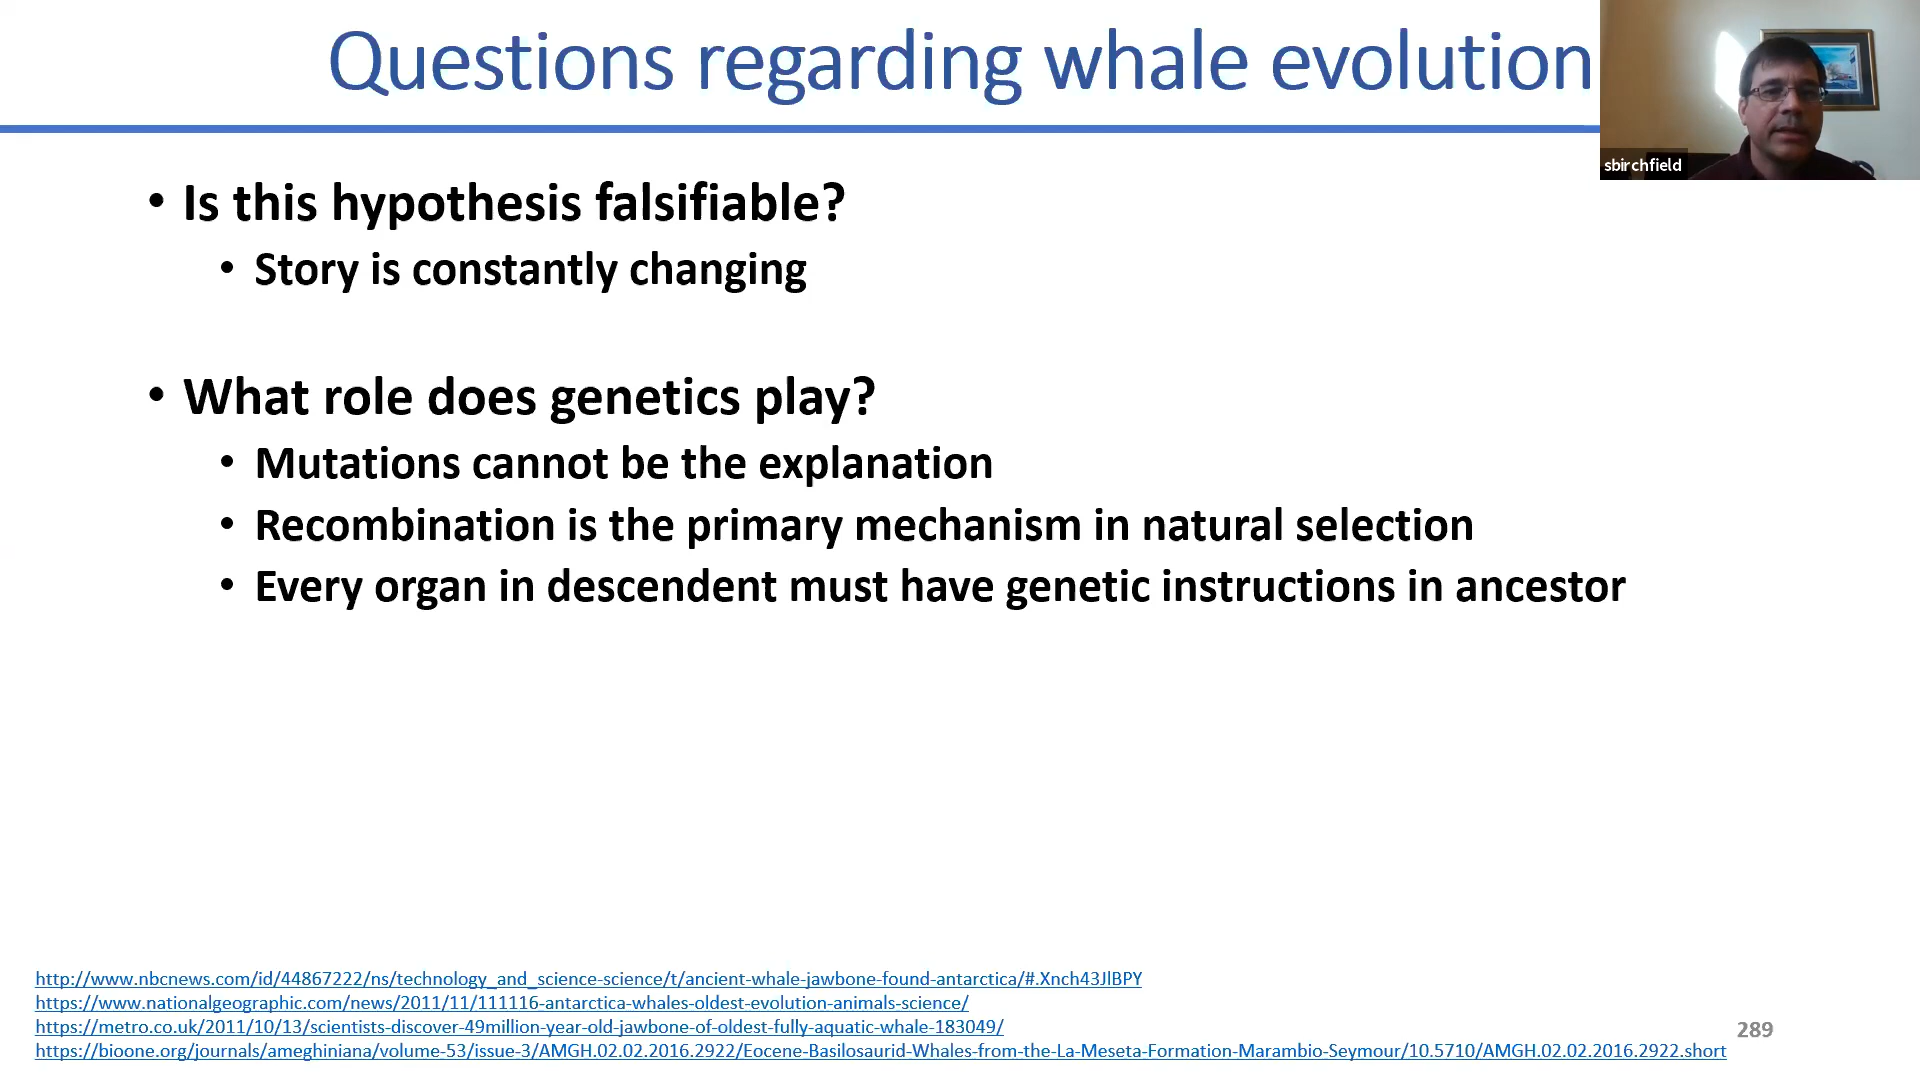 Questions regarding whale evolution
sbirchfield
• Is this hypothesis falsifiable?
• Story is constantly changing
• What role does genetics play?
• Mutations cannot be the explanation
• Recombination is the primary mechanism in natural selection
• Every organ in descendent must have genetic instructions in ancestor
http://www.nbcnews.com/id/44867222/ns/technology_and_science-science/t/ancient-whale-jawbone-found-antarctica/#.Xnch43JlBPY
https://www.nationalgeographic.com/news/2011/11/111116-antarctica-whales-oldest-evolution-animals-science/
https://metro.co.uk/2011/10/13/scientists-discover-49million-year-old-jawbone-of-oldest-fully-aquatic-whale-183049/
https://bioone.org/journals/ameghiniana/volume-53/issue-3/AMGH.02.02.2016.2922/Eocene-Basilosaurid-Whales-from-the-La-Meseta-Formation-Marambio-Seymour/10.5710/AMGH.02.02.2016.2922.short
289